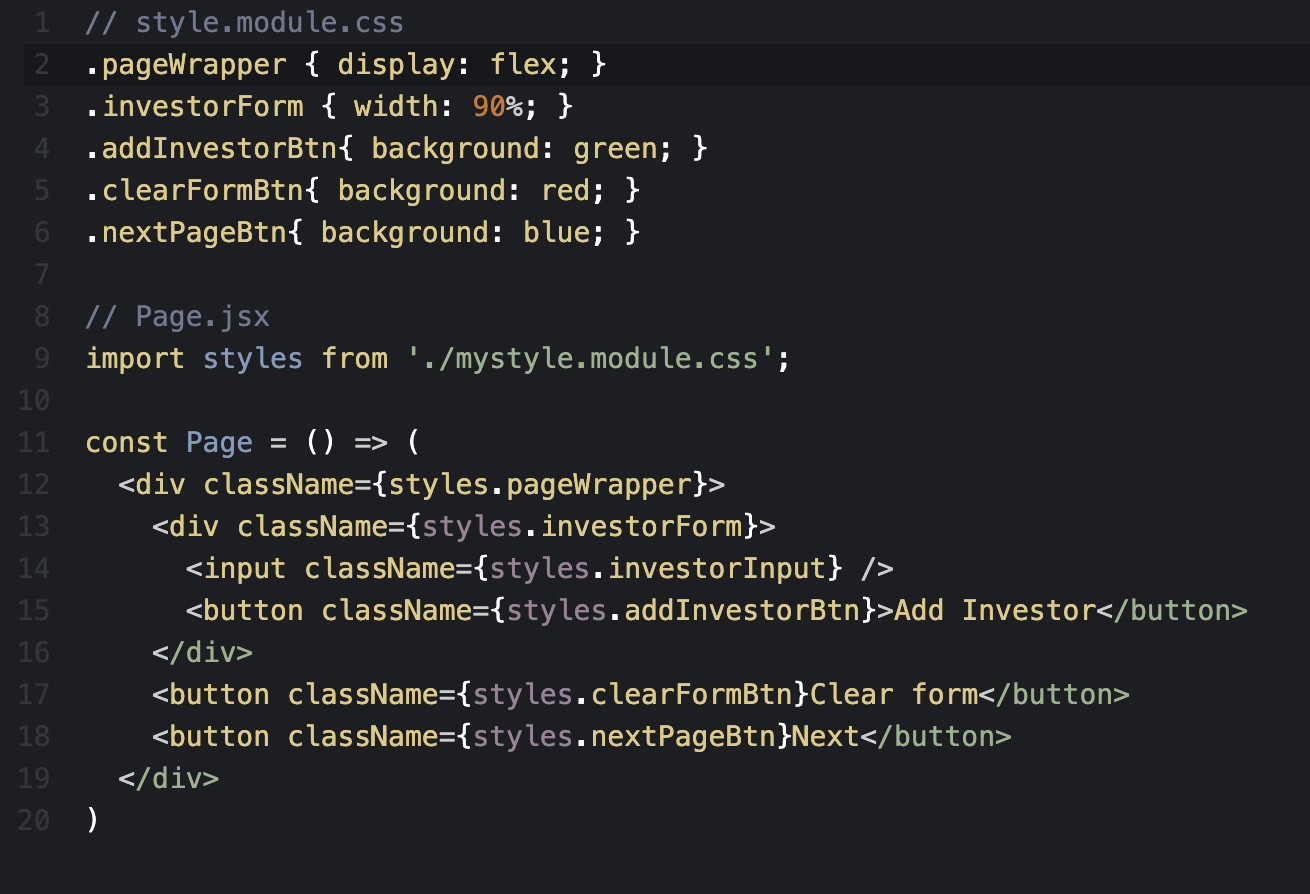 1 // style.module.css
2 .pageWrapper { display: flex; }
3 .investorForm { width: 90%; }
4 .addInvestorBtn{ background: green; }
5 .clearFormBtn{ background: red; }
6 .nextPageBtn{ background: blue; }
7
8 // Page.jsx
9 import styles from './mystyle.module.css';
10
11 const Page = () => (
12   <div className={styles.pageWrapper}>
13     <div className={styles.investorForm}>
14       <input className={styles.investorInput} />
15       <button className={styles.addInvestorBtn}>Add Investor</button>
16     </div>
17     <button className={styles.clearFormBtn}Clear form</button>
18     <button className={styles.nextPageBtn}Next</button>
19   </div>
20 )